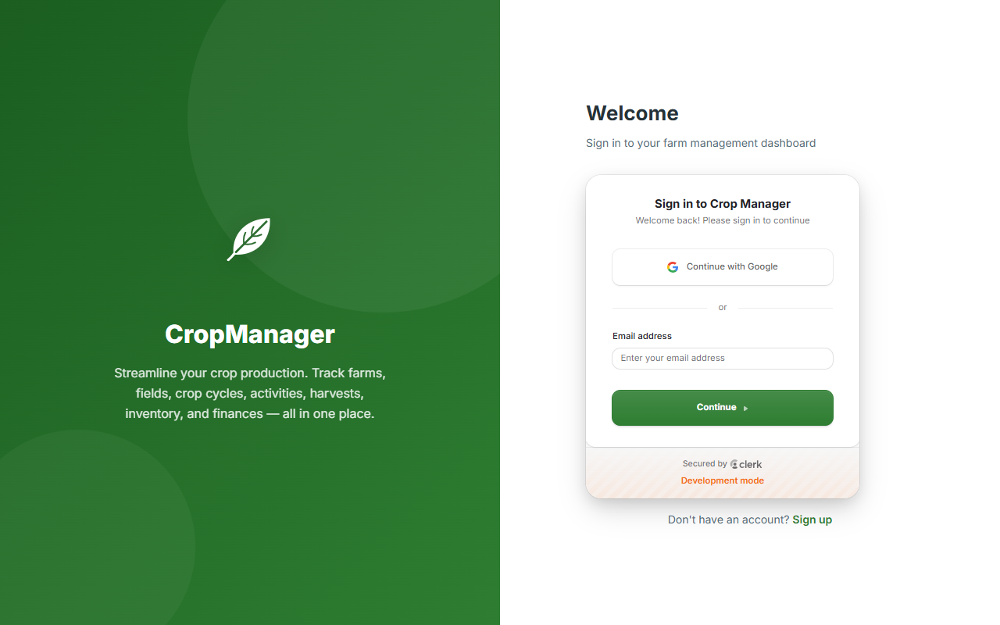 CropManager
Streamline your crop production. Track farms,
fields, crop cycles, activities, harvests,
inventory, and finances — all in one place.
Welcome
Sign in to your farm management dashboard
Sign in to Crop Manager
Welcome back! Please sign in to continue
Continue with Google
or
Email address
Enter your email address
Continue
Secured by clerk
Development mode
Don't have an account? Sign up